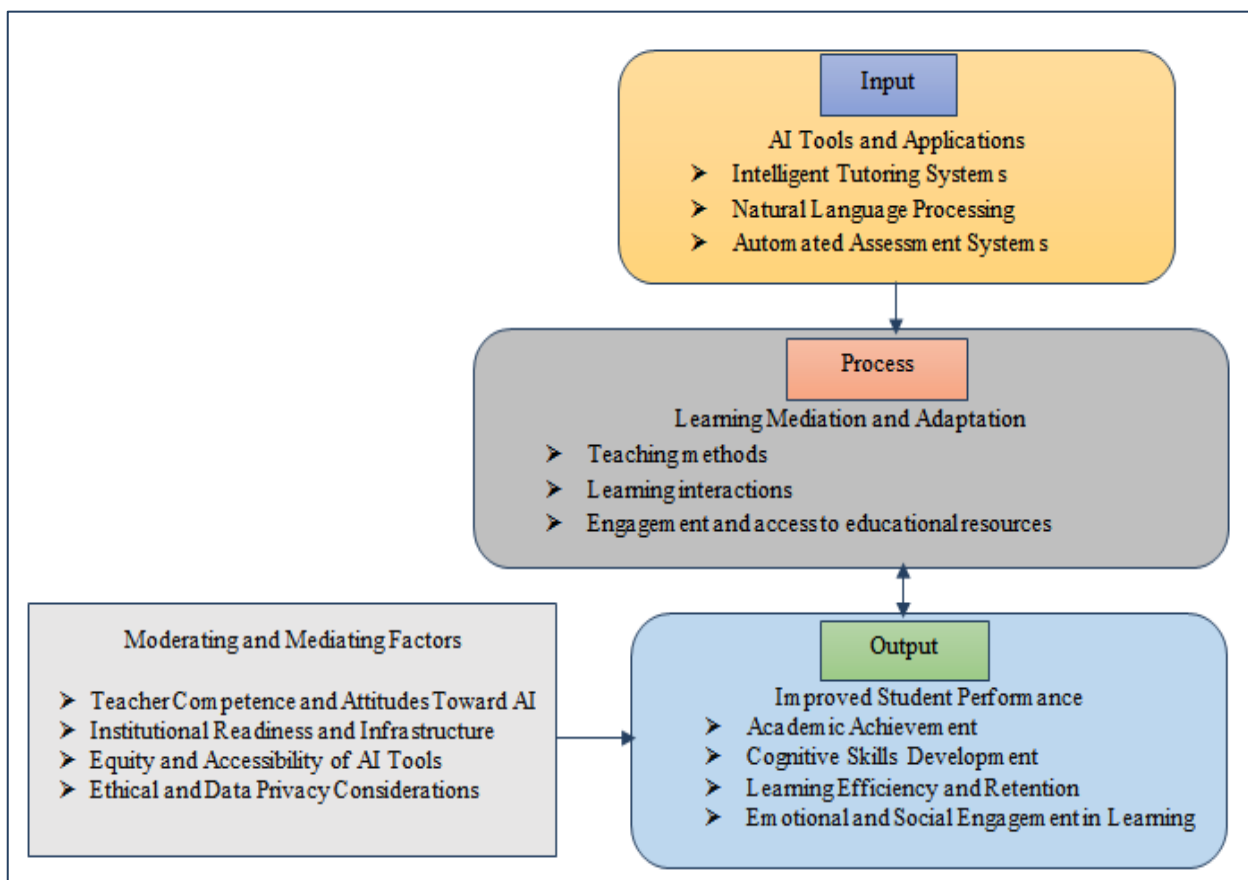 Input
AI Tools and Applications
➤ Intelligent Tutoring Systems
➤ Natural Language Processing
➤ Automated Assessment Systems
Process
Learning Mediation and Adaptation
➤ Teaching methods
➤ Learning interactions
➤ Engagement and access to educational resources
Moderating and Mediating Factors
➤ Teacher Competence and Attitudes Toward AI
➤ Institutional Readiness and Infrastructure
➤ Equity and Accessibility of AI Tools
➤ Ethical and Data Privacy Considerations
Output
Improved Student Performance
➤ Academic Achievement
➤ Cognitive Skills Development
➤ Learning Efficiency and Retention
➤ Emotional and Social Engagement in Learning